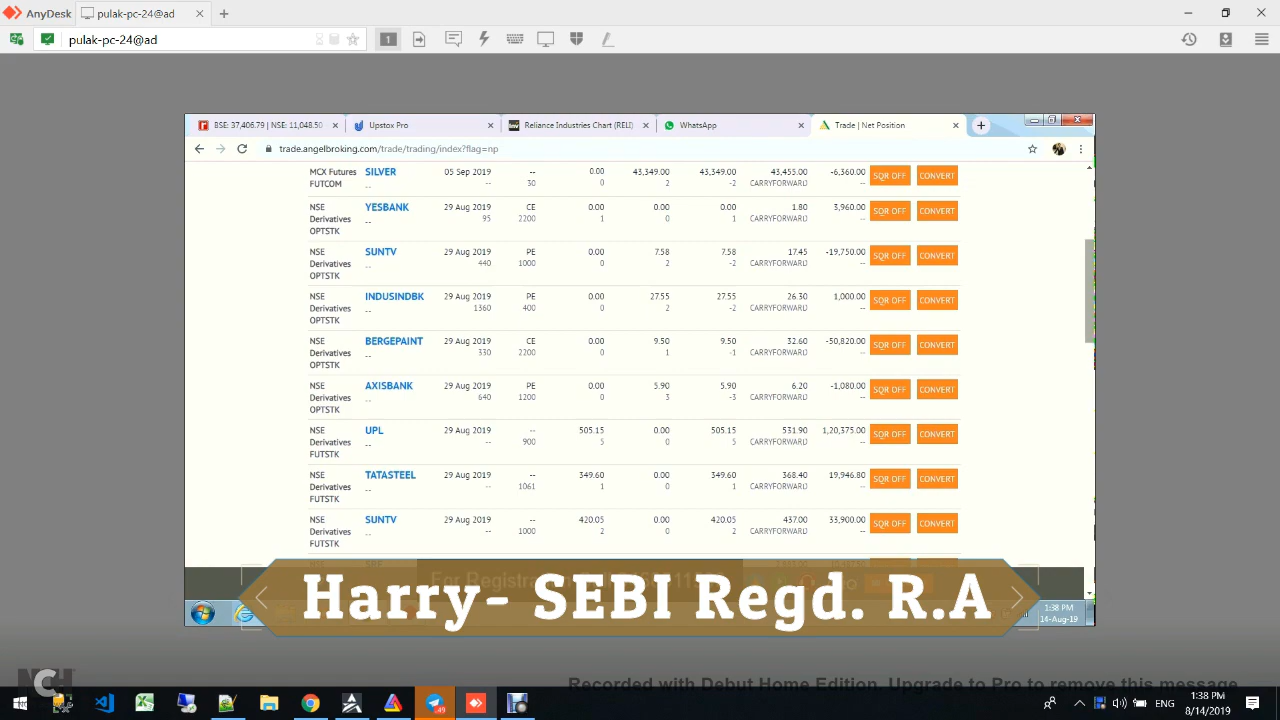 AnyDesk pulak-pc-24@ad
pulak-pc-24@ad 1
BSE: 37,406.79 | NSE: 11,048.50 Upstox Pro Reliance Industries Chart (RELI) WhatsApp Trade | Net Position
trade.angelbroking.com/trade/trading/index?flag=np
MCX Futures SILVER 05 Sep 2019 -- 0.00 43,349.00 43,349.00 43,455.00 -6,360.00 SQR OFF CONVERT
FUTCOM -- -- 30 0 2 -2 CARRYFORWARD --
NSE YESBANK 29 Aug 2019 CE 0.00 0.00 0.00 1.80 3,960.00 SQR OFF CONVERT
Derivatives -- 95 2200 1 0 1 CARRYFORWARD --
OPTSTK
NSE SUNTV 29 Aug 2019 PE 0.00 7.58 7.58 17.45 -19,750.00 SQR OFF CONVERT
Derivatives -- 440 1000 0 2 -2 CARRYFORWARD --
OPTSTK
NSE INDUSINDBK 29 Aug 2019 PE 0.00 27.55 27.55 26.30 1,000.00 SQR OFF CONVERT
Derivatives -- 1360 400 0 2 -2 CARRYFORWARD --
OPTSTK
NSE BERGEPAINT 29 Aug 2019 CE 0.00 9.50 9.50 32.60 -50,820.00 SQR OFF CONVERT
Derivatives -- 330 2200 0 1 -1 CARRYFORWARD --
OPTSTK
NSE AXISBANK 29 Aug 2019 PE 0.00 5.90 5.90 6.20 -1,080.00 SQR OFF CONVERT
Derivatives -- 640 1200 0 3 -3 CARRYFORWARD --
OPTSTK
NSE UPL 29 Aug 2019 -- 505.15 0.00 505.15 531.90 1,20,375.00 SQR OFF CONVERT
Derivatives -- -- 900 5 0 5 CARRYFORWARD --
FUTSTK
NSE TATASTEEL 29 Aug 2019 -- 349.60 0.00 349.60 368.40 19,946.80 SQR OFF CONVERT
Derivatives -- -- 1061 1 0 1 CARRYFORWARD --
FUTSTK
NSE SUNTV 29 Aug 2019 -- 420.05 0.00 420.05 437.00 33,900.00 SQR OFF CONVERT
Derivatives -- -- 1000 2 0 2 CARRYFORWARD --
FUTSTK
Harry- SEBI Regd. R.A
1:38 PM
14-Aug-19
NCH
Recorded with Debut Home Edition. Upgrade to Pro to remove this message
ENG 1:38 PM
8/14/2019